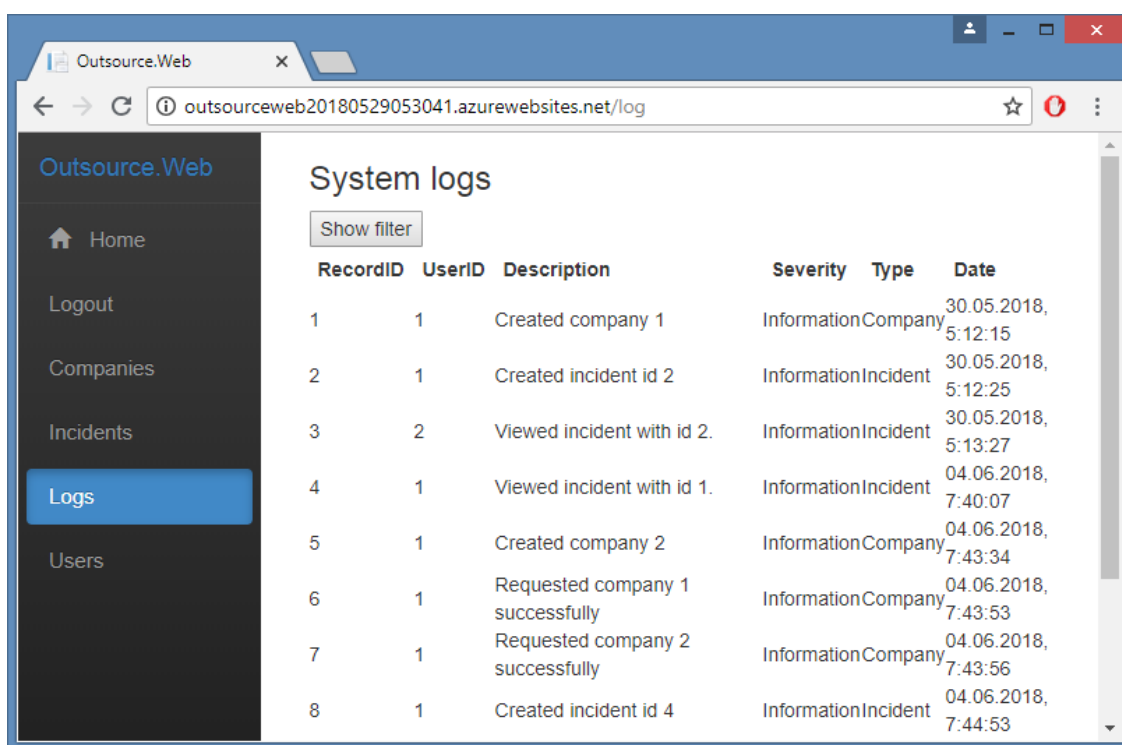 Outsource.Web
outsourceweb20180529053041.azurewebsites.net/log
Outsource.Web
Home
Logout
Companies
Incidents
Logs
Users
System logs
Show filter
RecordID UserID Description Severity Type Date
1 1 Created company 1 Information Company 30.05.2018,
5:12:15
2 1 Created incident id 2 Information Incident 30.05.2018,
5:12:25
3 2 Viewed incident with id 2. Information Incident 30.05.2018,
5:13:27
4 1 Viewed incident with id 1. Information Incident 04.06.2018,
7:40:07
5 1 Created company 2 Information Company 04.06.2018,
7:43:34
6 1 Requested company 1
successfully Information Company 04.06.2018,
7:43:53
7 1 Requested company 2
successfully Information Company 04.06.2018,
7:43:56
8 1 Created incident id 4 Information Incident 04.06.2018,
7:44:53